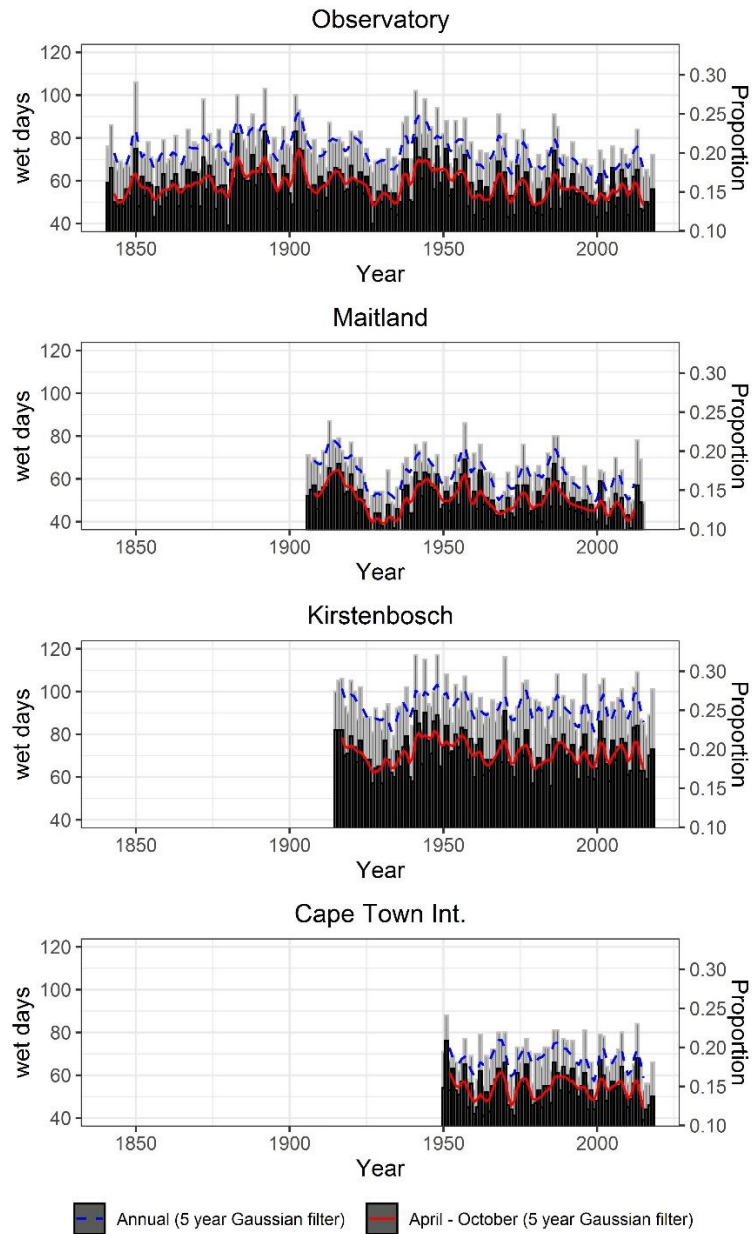 Observatory
120
100
80
60
40
wet days
0.30
0.25
0.20
0.15
0.10
Proportion
1850 1900 1950 2000
Year
Maitland
120
100
80
60
40
wet days
0.30
0.25
0.20
0.15
0.10
Proportion
1850 1900 1950 2000
Year
Kirstenbosch
120
100
80
60
40
wet days
0.30
0.25
0.20
0.15
0.10
Proportion
1850 1900 1950 2000
Year
Cape Town Int.
120
100
80
60
40
wet days
0.30
0.25
0.20
0.15
0.10
Proportion
1850 1900 1950 2000
Year
Annual (5 year Gaussian filter) April - October (5 year Gaussian filter)